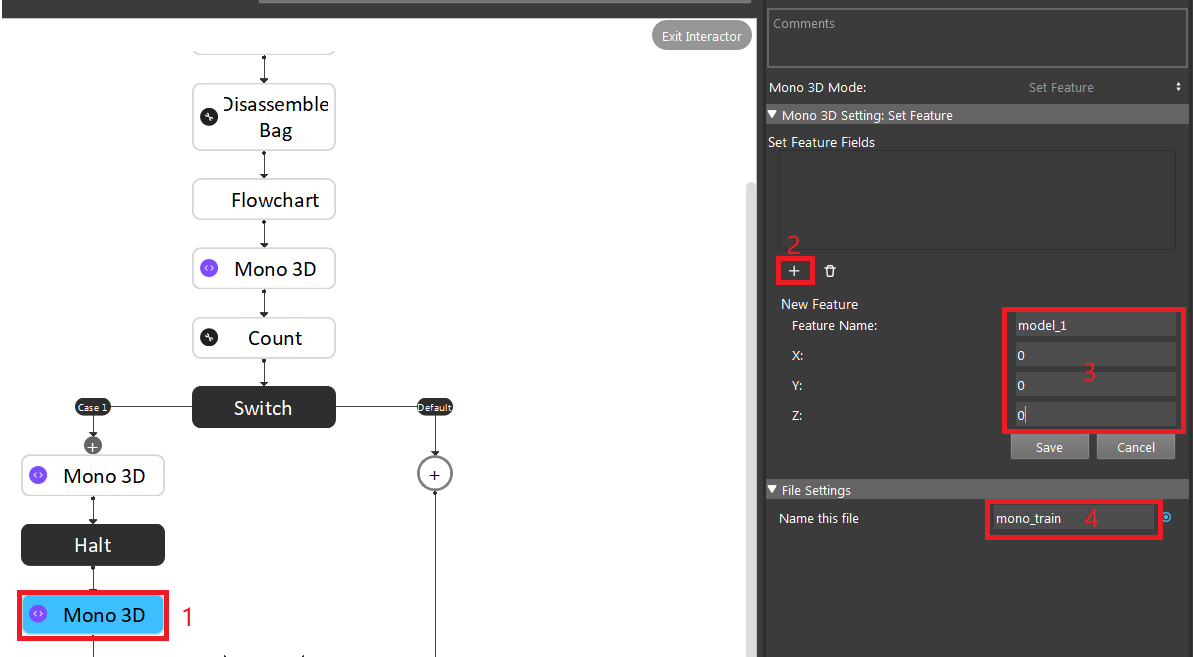 Exit Interactor
Disassemble
Bag
Flowchart
Mono 3D
Count
Switch
Case 1
Default
+
+
Mono 3D
Halt
Mono 3D
1
Comments
Mono 3D Mode:
Set Feature
Mono 3D Setting: Set Feature
Set Feature Fields
2
+
New Feature
Feature Name:
model_1
X:
0
3
Y:
0
Z:
0
Save
Cancel
File Settings
Name this file
mono_train
4